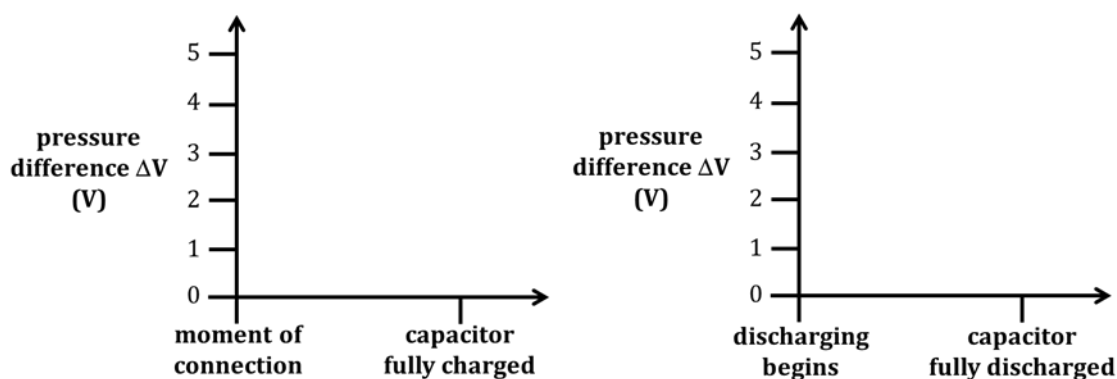 5
4
3
2
1
0
pressure
difference ΔV
(V)
moment of
connection
capacitor
fully charged
5
4
3
2
1
0
pressure
difference ΔV
(V)
discharging
begins
capacitor
fully discharged